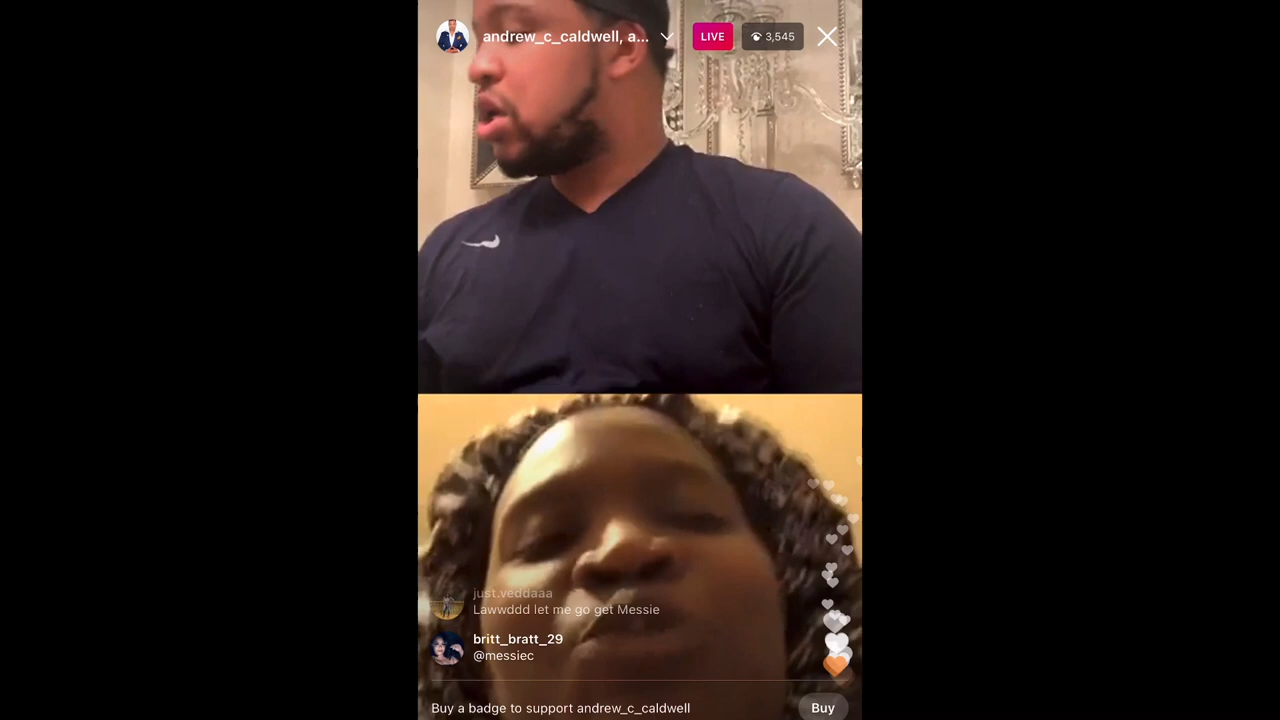 andrew_c_caldwell, a...
LIVE
3,545
just.veddaaa
Lawwddd let me go get Messie
britt_bratt_29
@messiec
Buy a badge to support andrew_c_caldwell
Buy